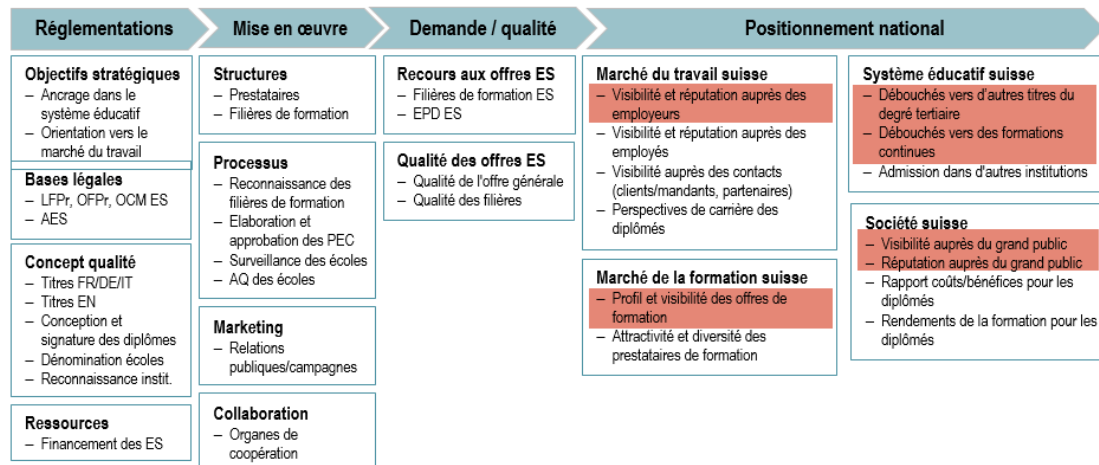 Réglementations
Mise en œuvre
Demande / qualité
Positionnement national
Objectifs stratégiques
– Ancrage dans le
système éducatif
– Orientation vers le
marché du travail
Bases légales
– LFPr, OFPr, OCM ES
– AES
Concept qualité
– Titres FR/DE/IT
– Titres EN
– Conception et
signature des diplômes
– Dénomination écoles
– Reconnaissance instit.
Ressources
– Financement des ES
Structures
– Prestataires
– Filières de formation
Processus
– Reconnaissance des
filières de formation
– Elaboration et
approbation des PEC
– Surveillance des écoles
– AQ des écoles
Marketing
– Relations
publiques/campagnes
Collaboration
– Organes de
coopération
Recours aux offres ES
– Filières de formation ES
– EPD ES
Qualité des offres ES
– Qualité de l'offre générale
– Qualité des filières
Marché du travail suisse
– Visibilité et réputation auprès des
employeurs
– Visibilité et réputation auprès des
employés
– Visibilité auprès des contacts
(clients/mandants, partenaires)
– Perspectives de carrière des
diplômés
Marché de la formation suisse
– Profil et visibilité des offres de
formation
– Attractivité et diversité des
prestataires de formation
Système éducatif suisse
– Débouchés vers d'autres titres du
degré tertiaire
– Débouchés vers des formations
continues
– Admission dans d'autres institutions
Société suisse
– Visibilité auprès du grand public
– Réputation auprès du grand public
– Rapport coûts/bénéfices pour les
diplômés
– Rendements de la formation pour les
diplômés